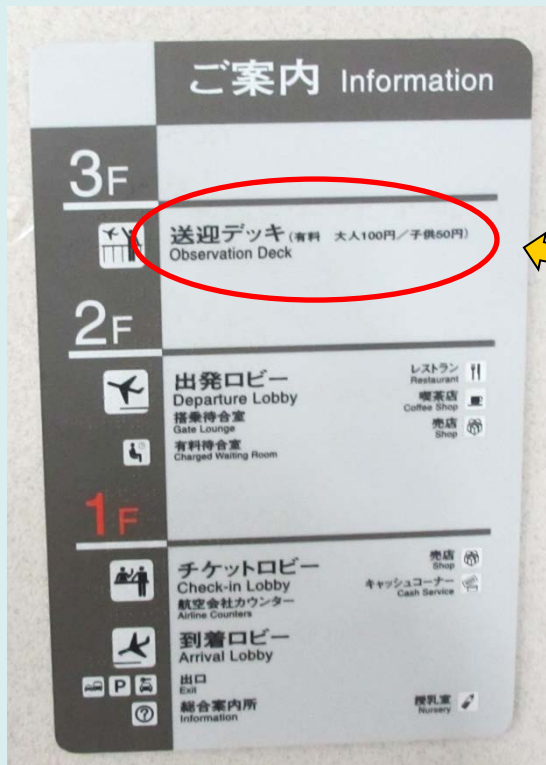 ご案内 Information
3F
送迎デッキ(有料 大人100円/子供50円)
Observation Deck
2F
出発ロビー
Departure Lobby
搭乗待合室
Gate Lounge
有料待合室
Charged Waiting Room
レストラン
Restaurant
喫茶店
Coffee Shop
売店
Shop
1F
チケットロビー
Check-in Lobby
航空会社カウンター
Airline Counters
到着ロビー
Arrival Lobby
P
出口
Exit
?
総合案内所
Information
売店
Shop
キャッシュコーナー
Cash Service
授乳室
Nursery